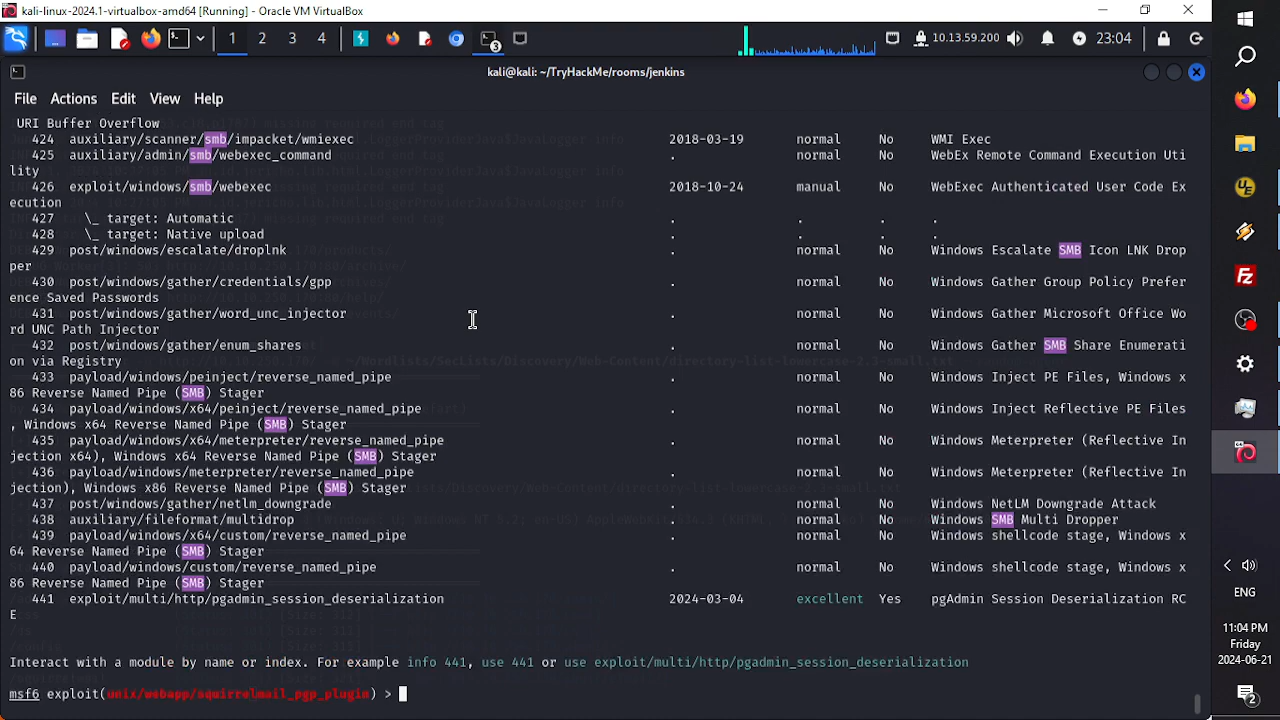 kali-linux-2024.1-virtualbox-amd64 [Running] - Oracle VM VirtualBox
1 2 3 4 3 10.13.59.200 23:04
kali@kali: ~/TryHackMe/rooms/jenkins
File Actions Edit View Help
URI Buffer Overflow
424 auxiliary/scanner/smb/impacket/wmiexec 2018-03-19 normal No WMI Exec
425 auxiliary/admin/smb/webexec_command . normal No WebEx Remote Command Execution Uti
lity
426 exploit/windows/smb/webexec 2018-10-24 manual No WebExec Authenticated User Code Ex
ecution
427 \_ target: Automatic . . . .
428 \_ target: Native upload . . . .
429 post/windows/escalate/droplnk . normal No Windows Escalate SMB Icon LNK Drop
per
430 post/windows/gather/credentials/gpp . normal No Windows Gather Group Policy Prefer
ence Saved Passwords
431 post/windows/gather/word_unc_injector . normal No Windows Gather Microsoft Office Wo
rd UNC Path Injector
432 post/windows/gather/enum_shares . normal No Windows Gather SMB Share Enumerati
on via Registry
433 payload/windows/peinject/reverse_named_pipe . normal No Windows Inject PE Files, Windows x
86 Reverse Named Pipe (SMB) Stager
434 payload/windows/x64/peinject/reverse_named_pipe . normal No Windows Inject Reflective PE Files
, Windows x64 Reverse Named Pipe (SMB) Stager
435 payload/windows/x64/meterpreter/reverse_named_pipe . normal No Windows Meterpreter (Reflective In
jection x64), Windows x64 Reverse Named Pipe (SMB) Stager
436 payload/windows/meterpreter/reverse_named_pipe . normal No Windows Meterpreter (Reflective In
jection), Windows x86 Reverse Named Pipe (SMB) Stager
437 post/windows/gather/netlm_downgrade . normal No Windows NetLM Downgrade Attack
438 auxiliary/fileformat/multidrop . normal No Windows SMB Multi Dropper
439 payload/windows/x64/custom/reverse_named_pipe . normal No Windows shellcode stage, Windows x
64 Reverse Named Pipe (SMB) Stager
440 payload/windows/custom/reverse_named_pipe . normal No Windows shellcode stage, Windows x
86 Reverse Named Pipe (SMB) Stager
441 exploit/multi/http/pgadmin_session_deserialization 2024-03-04 excellent Yes pgAdmin Session Deserialization RC
E
Interact with a module by name or index. For example info 441, use 441 or use exploit/multi/http/pgadmin_session_deserialization
msf6 exploit(unix/webapp/squirrelmail_pgp_plugin) >
ENG
11:04 PM
Friday
2024-06-21
2